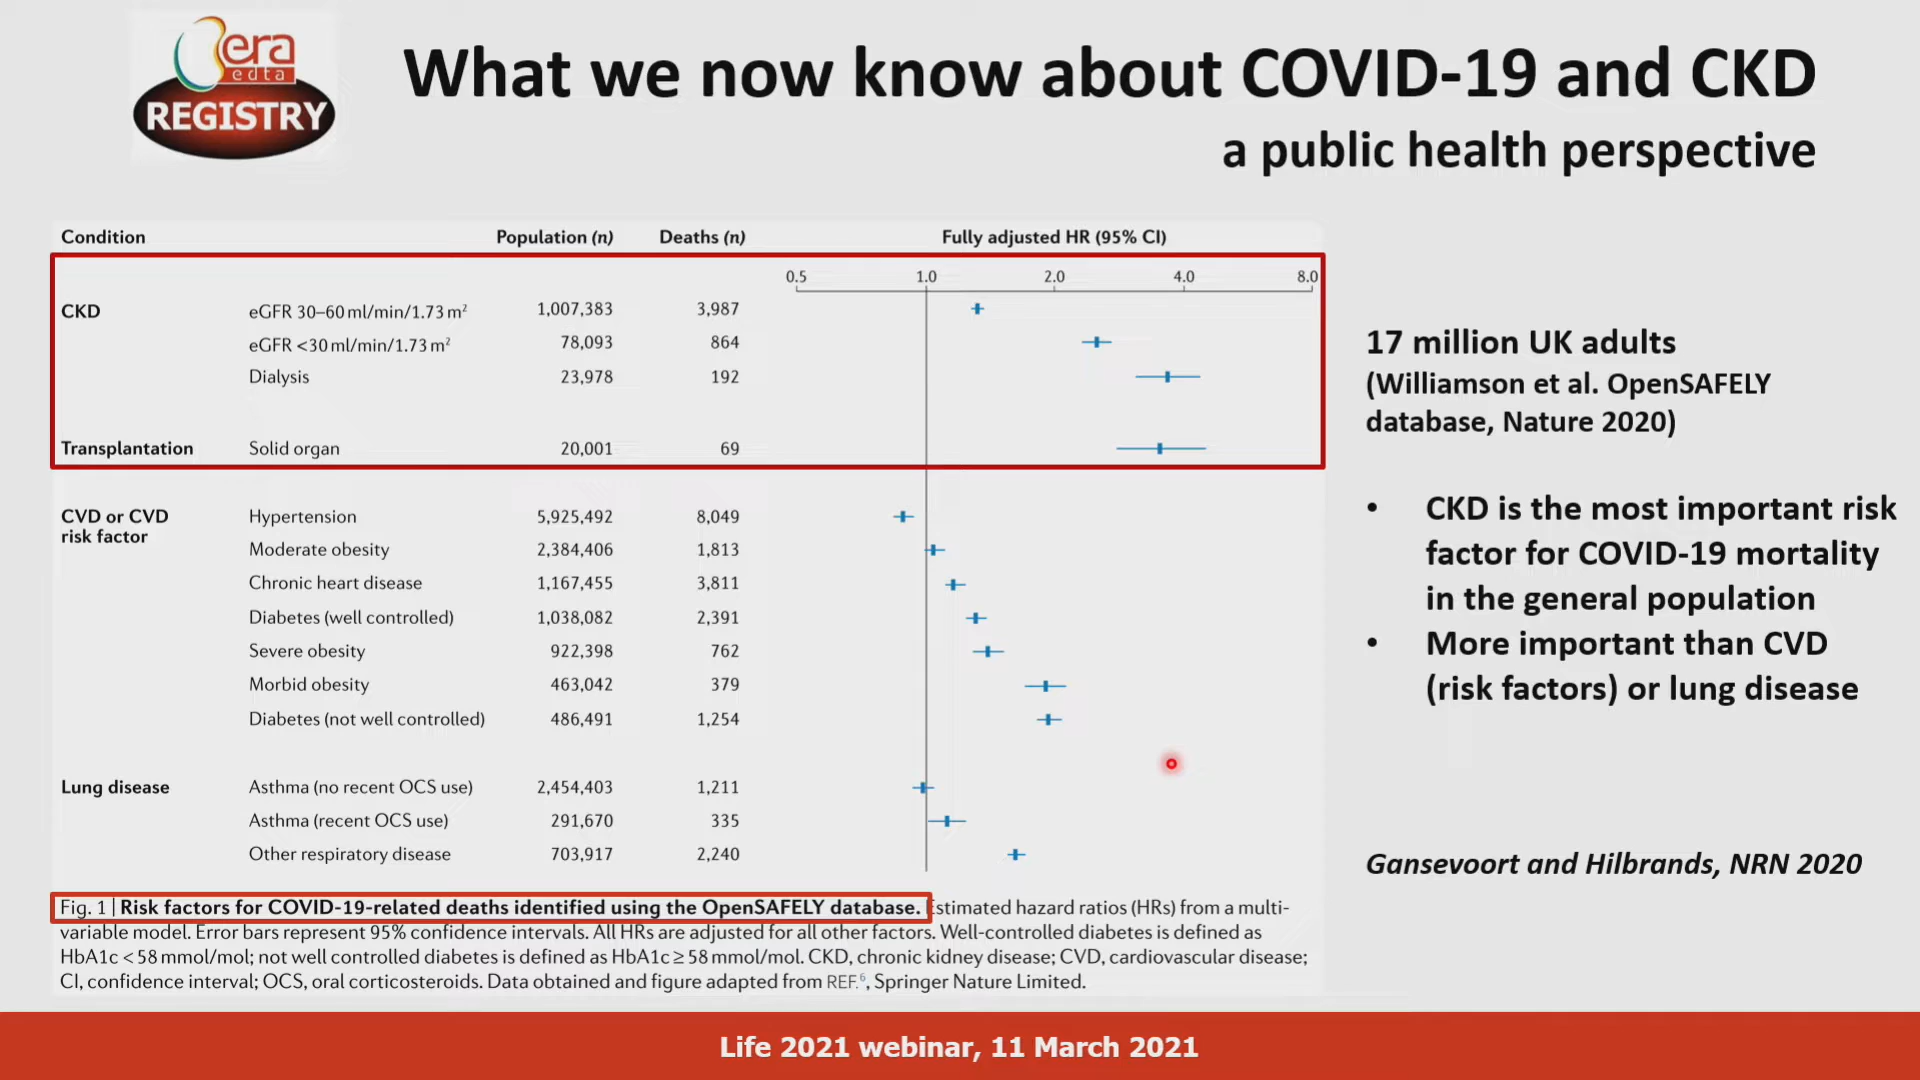 era
edta
REGISTRY
What we now know about COVID-19 and CKD
a public health perspective
Condition Population (n) Deaths (n) Fully adjusted HR (95% CI)
0.5 1.0 2.0 4.0 8.0
CKD eGFR 30–60 ml/min/1.73 m² 1,007,383 3,987
eGFR <30 ml/min/1.73 m² 78,093 864
Dialysis 23,978 192
Transplantation Solid organ 20,001 69
CVD or CVD
risk factor
Hypertension 5,925,492 8,049
Moderate obesity 2,384,406 1,813
Chronic heart disease 1,167,455 3,811
Diabetes (well controlled) 1,038,082 2,391
Severe obesity 922,398 762
Morbid obesity 463,042 379
Diabetes (not well controlled) 486,491 1,254
Lung disease Asthma (no recent OCS use) 2,454,403 1,211
Asthma (recent OCS use) 291,670 335
Other respiratory disease 703,917 2,240
Fig. 1 | Risk factors for COVID-19-related deaths identified using the OpenSAFELY database. Estimated hazard ratios (HRs) from a multi-
variable model. Error bars represent 95% confidence intervals. All HRs are adjusted for all other factors. Well-controlled diabetes is defined as
HbA1c < 58 mmol/mol; not well controlled diabetes is defined as HbA1c ≥ 58 mmol/mol. CKD, chronic kidney disease; CVD, cardiovascular disease;
CI, confidence interval; OCS, oral corticosteroids. Data obtained and figure adapted from REF.⁶, Springer Nature Limited.
17 million UK adults
(Williamson et al. OpenSAFELY
database, Nature 2020)
• CKD is the most important risk
factor for COVID-19 mortality
in the general population
• More important than CVD
(risk factors) or lung disease
Gansevoort and Hilbrands, NRN 2020
Life 2021 webinar, 11 March 2021